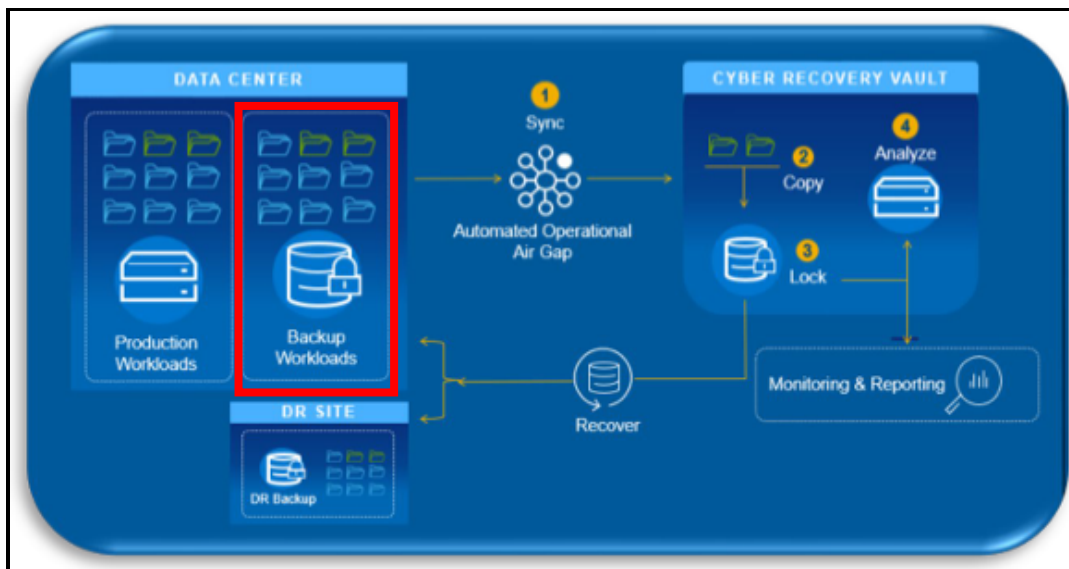 DATA CENTER
Production
Workloads
Backup
Workloads
DR SITE
DR Backup
1
Sync
Automated Operational
Air Gap
Recover
CYBER RECOVERY VAULT
2
Copy
3
Lock
4
Analyze
Monitoring & Reporting